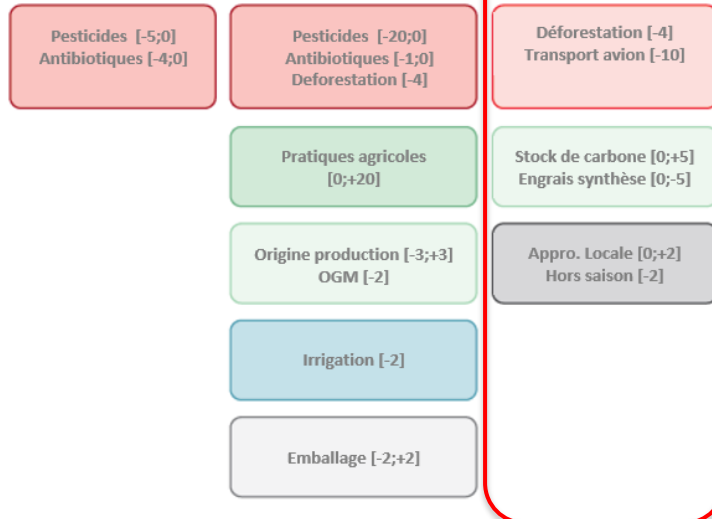 Pesticides [-5;0]
Antibiotiques [-4;0]
Pesticides [-20;0]
Antibiotiques [-1;0]
Deforestation [-4]
Déforestation [-4]
Transport avion [-10]
Pratiques agricoles
[0;+20]
Stock de carbone [0;+5]
Engrais synthèse [0;-5]
Origine production [-3;+3]
OGM [-2]
Appro. Locale [0;+2]
Hors saison [-2]
Irrigation [-2]
Emballage [-2;+2]